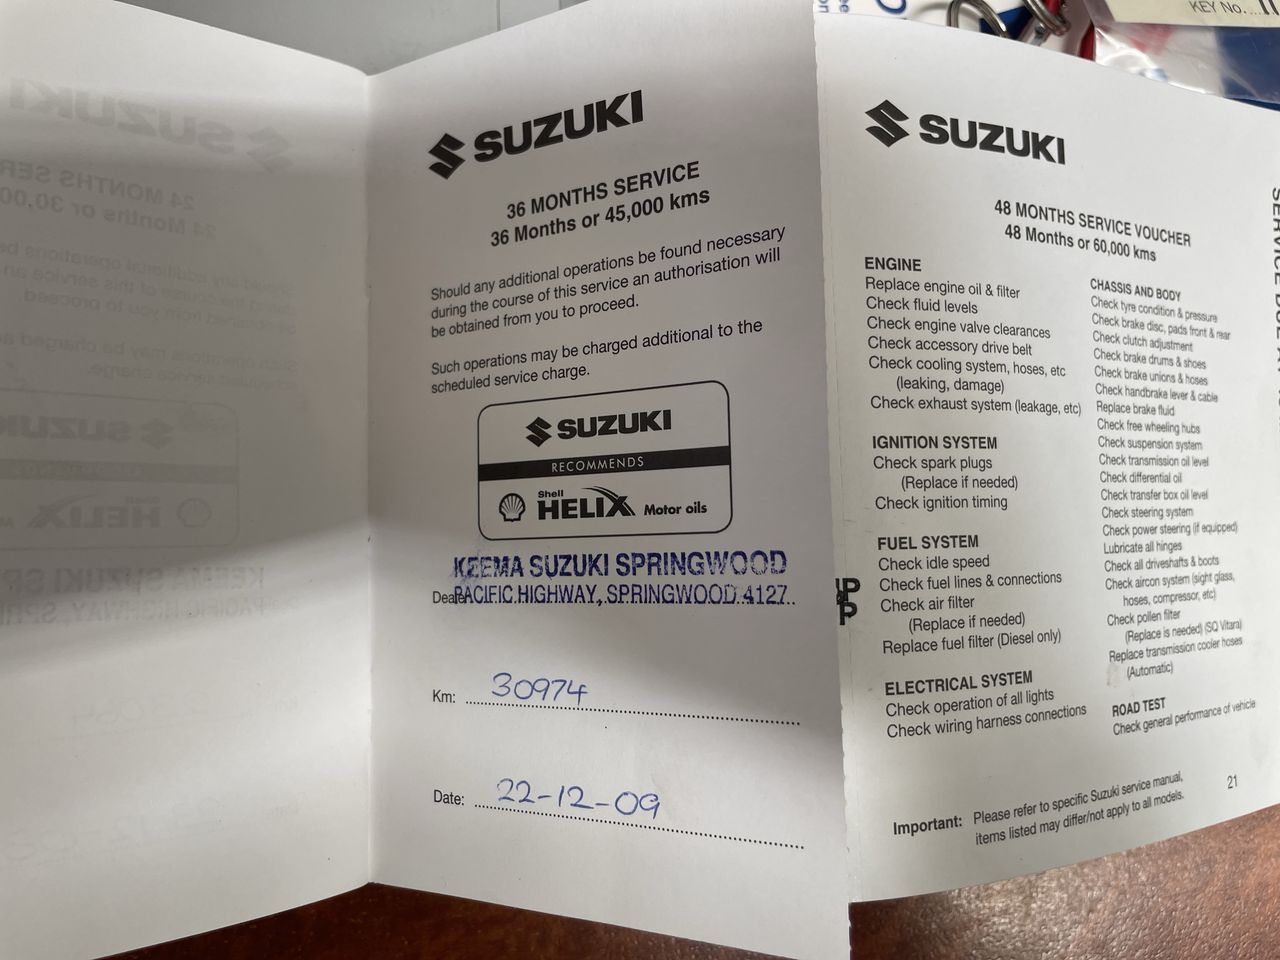 SUZUKI
36 MONTHS SERVICE
36 Months or 45,000 kms
Should any additional operations be found necessary
during the course of this service an authorisation will
be obtained from you to proceed.
Such operations may be charged additional to the
scheduled service charge.
SUZUKI
RECOMMENDS
Shell
HELIX Motor oils
KEEMA SUZUKI SPRINGWOOD
Dealer
PACIFIC HIGHWAY, SPRINGWOOD 4127
Km: 30974
Date: 22-12-09
SUZUKI
48 MONTHS SERVICE VOUCHER
48 Months or 60,000 kms
ENGINE
Replace engine oil & filter
Check fluid levels
Check engine valve clearances
Check accessory drive belt
Check cooling system, hoses, etc
(leaking, damage)
Check exhaust system (leakage, etc)
IGNITION SYSTEM
Check spark plugs
(Replace if needed)
Check ignition timing
FUEL SYSTEM
Check idle speed
Check fuel lines & connections
Check air filter
(Replace if needed)
Replace fuel filter (Diesel only)
ELECTRICAL SYSTEM
Check operation of all lights
Check wiring harness connections
CHASSIS AND BODY
Check tyre condition & pressure
Check brake disc, pads front & rear
Check clutch adjustment
Check brake drums & shoes
Check brake unions & hoses
Check handbrake lever & cable
Replace brake fluid
Check free wheeling hubs
Check suspension system
Check transmission oil level
Check differential oil
Check transfer box oil level
Check steering system
Check power steering (if equipped)
Lubricate all hinges
Check all driveshafts & boots
Check aircon system (sight glass,
hoses, compressor, etc)
Check pollen filter
(Replace is needed) (SQ Vitara)
Replace transmission cooler hoses
(Automatic)
ROAD TEST
Check general performance of vehicle
Important: Please refer to specific Suzuki service manual,
items listed may differ/not apply to all models.
21
KEY No.